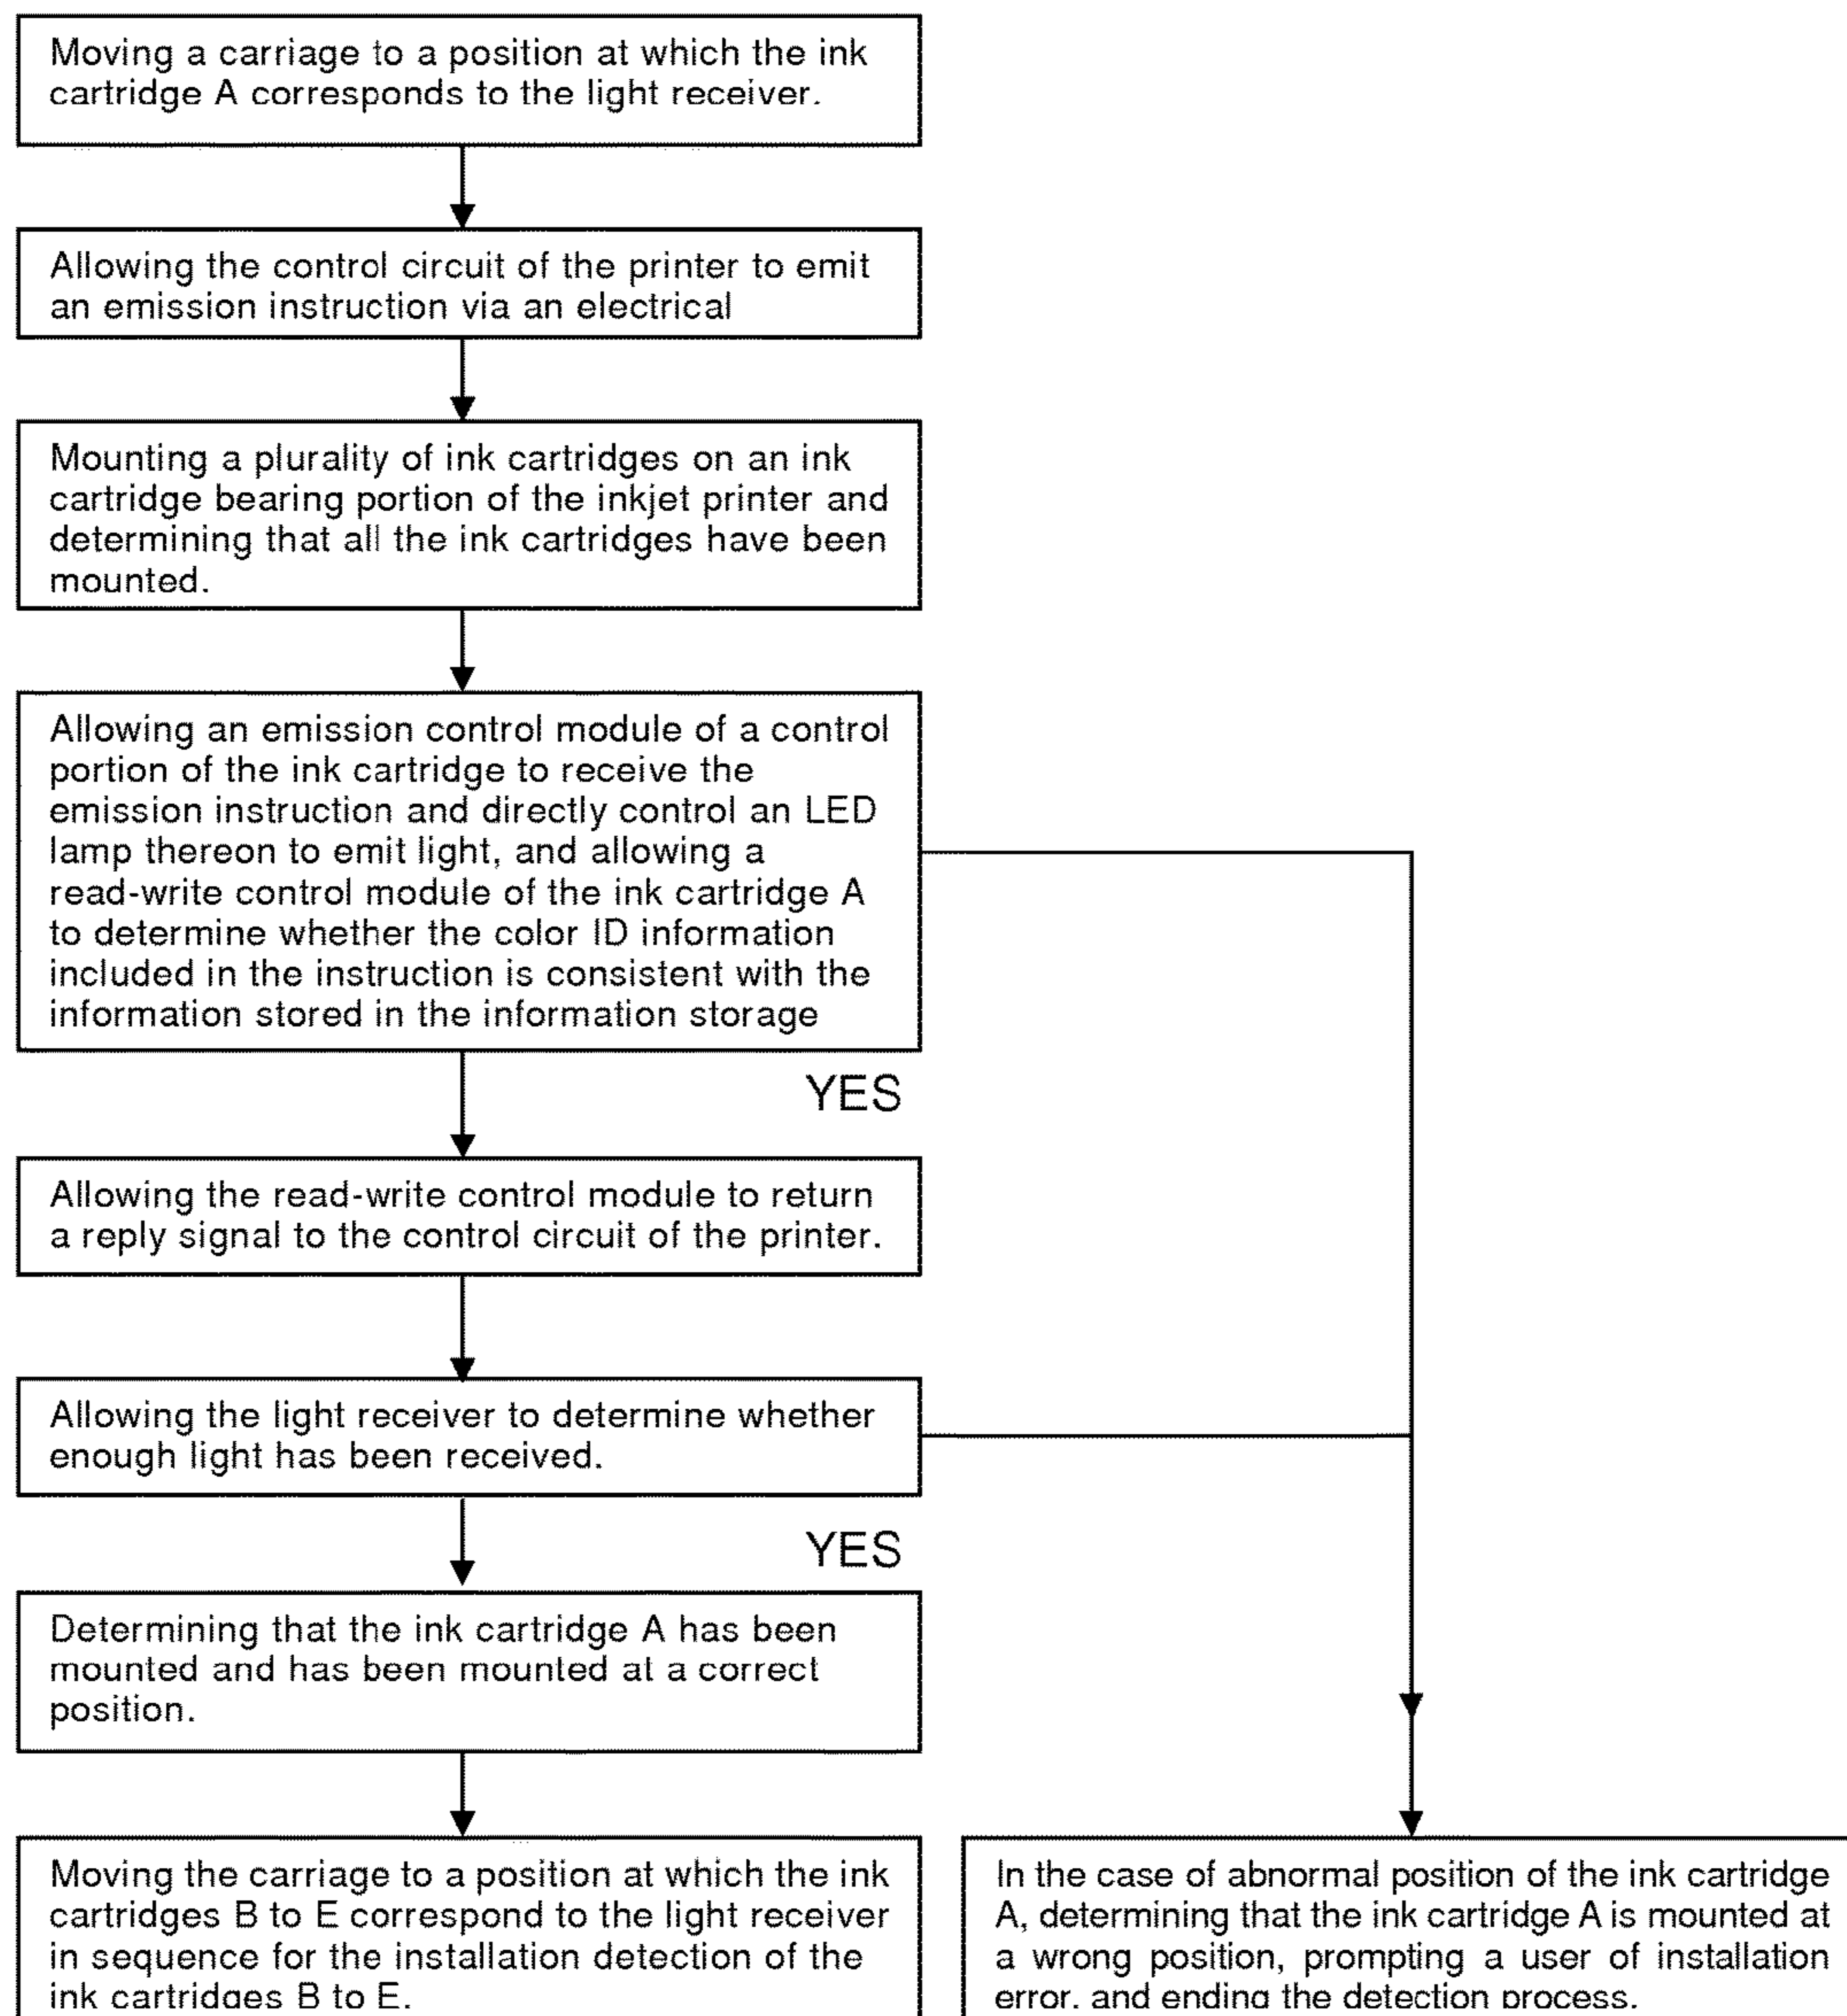 Moving a carriage to a position at which the ink
cartridge A corresponds to the light receiver.
Allowing the control circuit of the printer to emit
an emission instruction via an electrical
Mounting a plurality of ink cartridges on an ink
cartridge bearing portion of the inkjet printer and
determining that all the ink cartridges have been
mounted.
Allowing an emission control module of a control
portion of the ink cartridge to receive the
emission instruction and directly control an LED
lamp thereon to emit light, and allowing a
read-write control module of the ink cartridge A
to determine whether the color ID information
included in the instruction is consistent with the
information stored in the information storage
YES
Allowing the read-write control module to return
a reply signal to the control circuit of the printer.
Allowing the light receiver to determine whether
enough light has been received.
YES
Determining that the ink cartridge A has been
mounted and has been mounted at a correct
position.
Moving the carriage to a position at which the ink
cartridges B to E correspond to the light receiver
in sequence for the installation detection of the
ink cartridges B to E.
In the case of abnormal position of the ink cartridge
A, determining that the ink cartridge A is mounted at
a wrong position, prompting a user of installation
error, and ending the detection process.